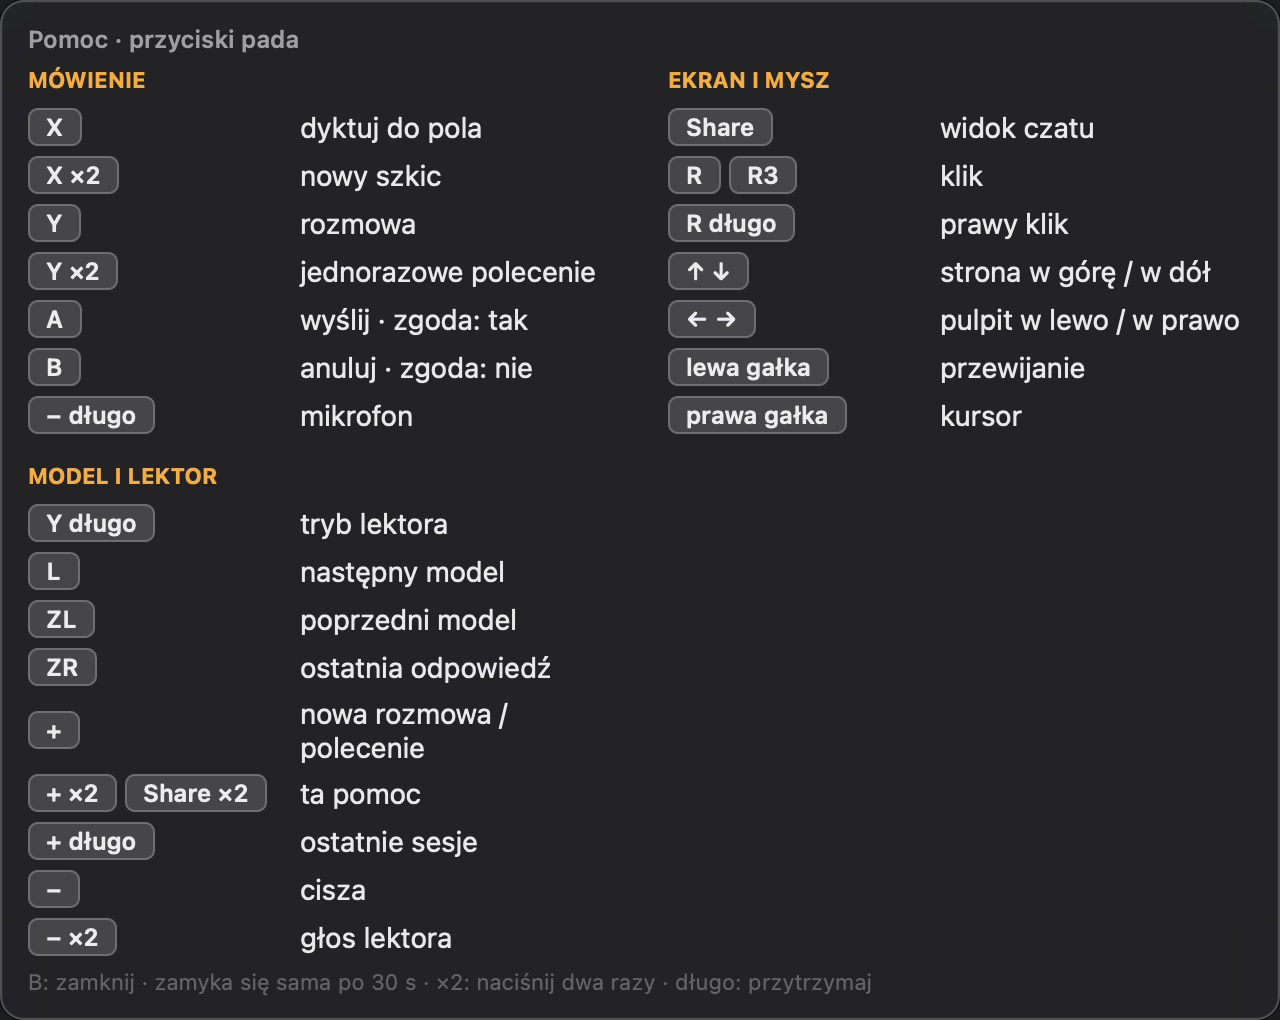 Pomoc · przyciski pada
MÓWIENIE
X dyktuj do pola
X ×2 nowy szkic
Y rozmowa
Y ×2 jednorazowe polecenie
A wyślij · zgoda: tak
B anuluj · zgoda: nie
– długo mikrofon
EKRAN I MYSZ
Share widok czatu
R R3 klik
R długo prawy klik
↑ ↓ strona w górę / w dół
← → pulpit w lewo / w prawo
lewa gałka przewijanie
prawa gałka kursor
MODEL I LEKTOR
Y długo tryb lektora
L następny model
ZL poprzedni model
ZR ostatnia odpowiedź
+ nowa rozmowa /
polecenie
+ ×2 Share ×2 ta pomoc
+ długo ostatnie sesje
– cisza
– ×2 głos lektora
B: zamknij · zamyka się sama po 30 s · ×2: naciśnij dwa razy · długo: przytrzymaj